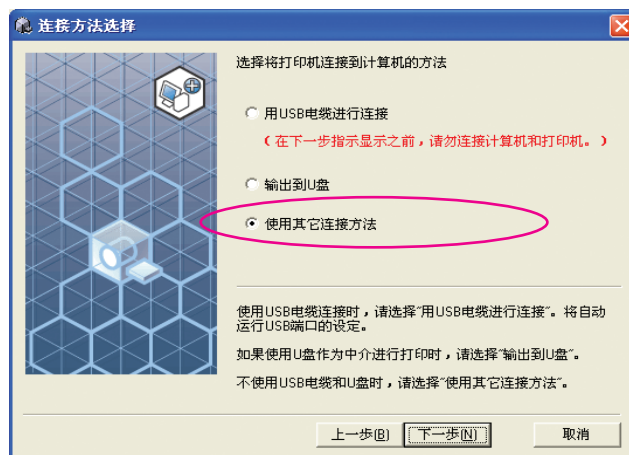 连接方法选择
选择将打印机连接到计算机的方法
用USB电缆进行连接
(在下一步指示显示之前，请勿连接计算机和打印机。)
输出到U盘
使用其它连接方法
使用USB电缆连接时，请选择"用USB电缆进行连接"。将自动
运行USB端口的设定。
如果使用U盘作为中介进行打印时，请选择"输出到U盘"。
不使用USB电缆和U盘时，请选择"使用其它连接方法"。
上一步(B)
下一步(N)
取消